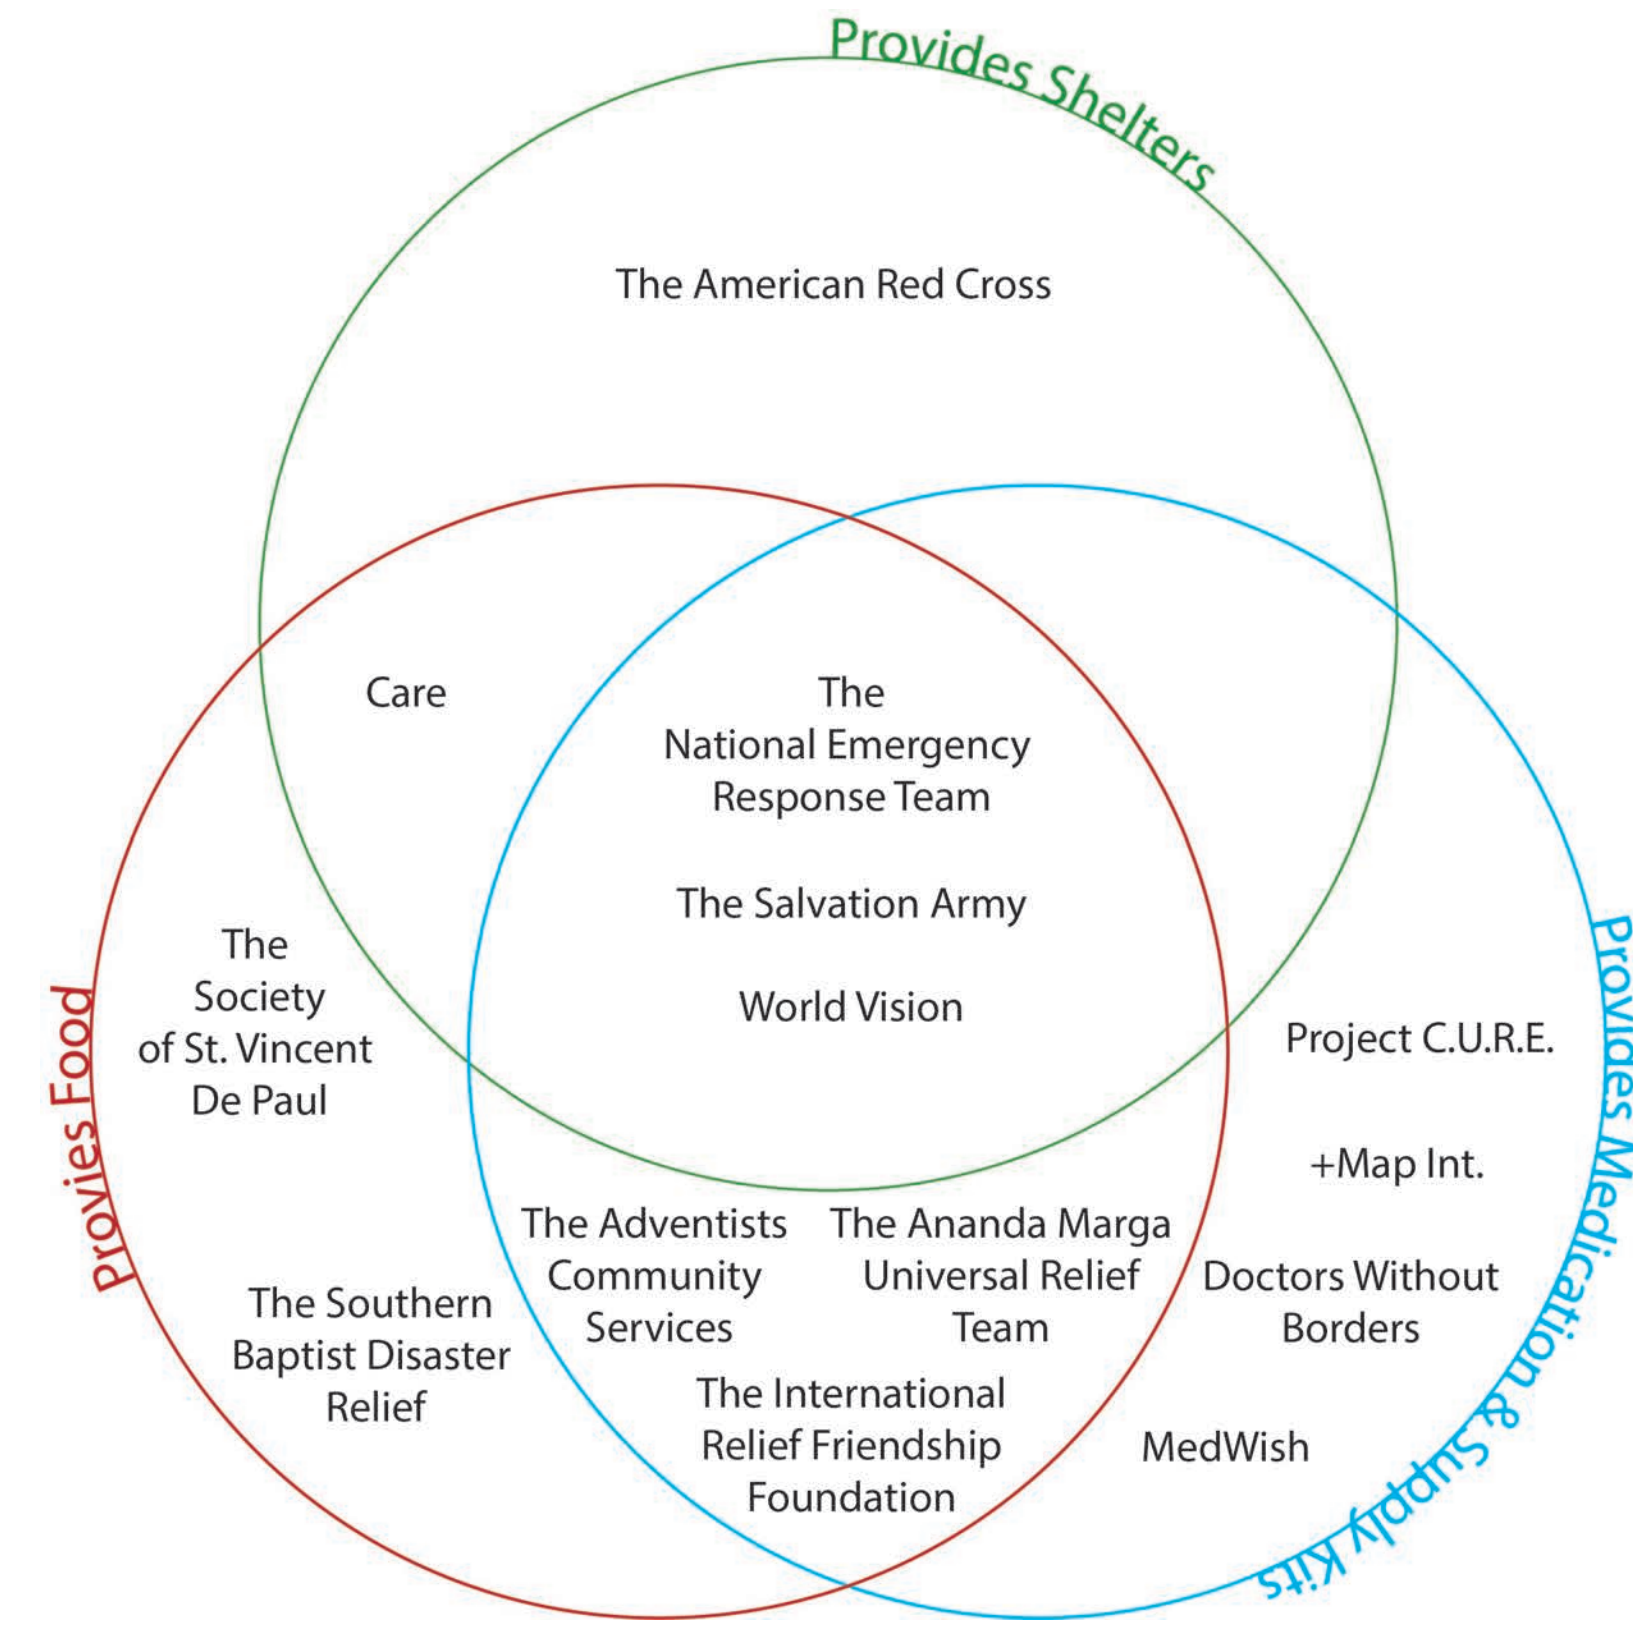 Provides Shelters
The American Red Cross
Care
The
National Emergency
Response Team
The Salvation Army
World Vision
The
Society
of St. Vincent
De Paul
Provies Food
Project C.U.R.E.
+Map Int.
Provides Medication & Supply Kits
The Adventists
Community
Services
The Ananda Marga
Universal Relief
Team
Doctors Without
Borders
The Southern
Baptist Disaster
Relief
The International
Relief Friendship
Foundation
MedWish